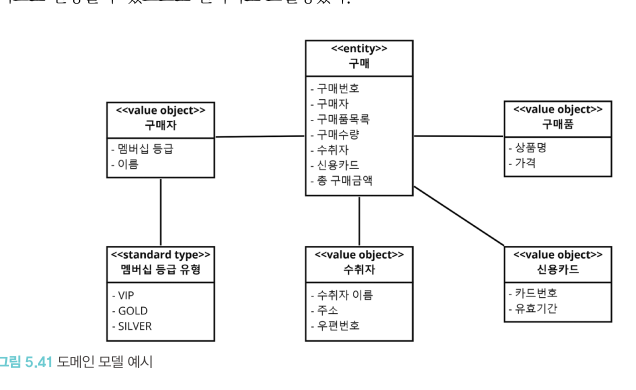 <<entity>>
구매
- 구매번호
- 구매자
- 구매품목록
- 구매수량
- 수취자
- 신용카드
- 총 구매금액
<<value object>>
구매자
- 멤버십 등급
- 이름
<<value object>>
구매품
- 상품명
- 가격
<<standard type>>
멤버십 등급 유형
- VIP
- GOLD
- SILVER
<<value object>>
수취자
- 수취자 이름
- 주소
- 우편번호
<<value object>>
신용카드
- 카드번호
- 유효기간
그림 5.41 도메인 모델 예시